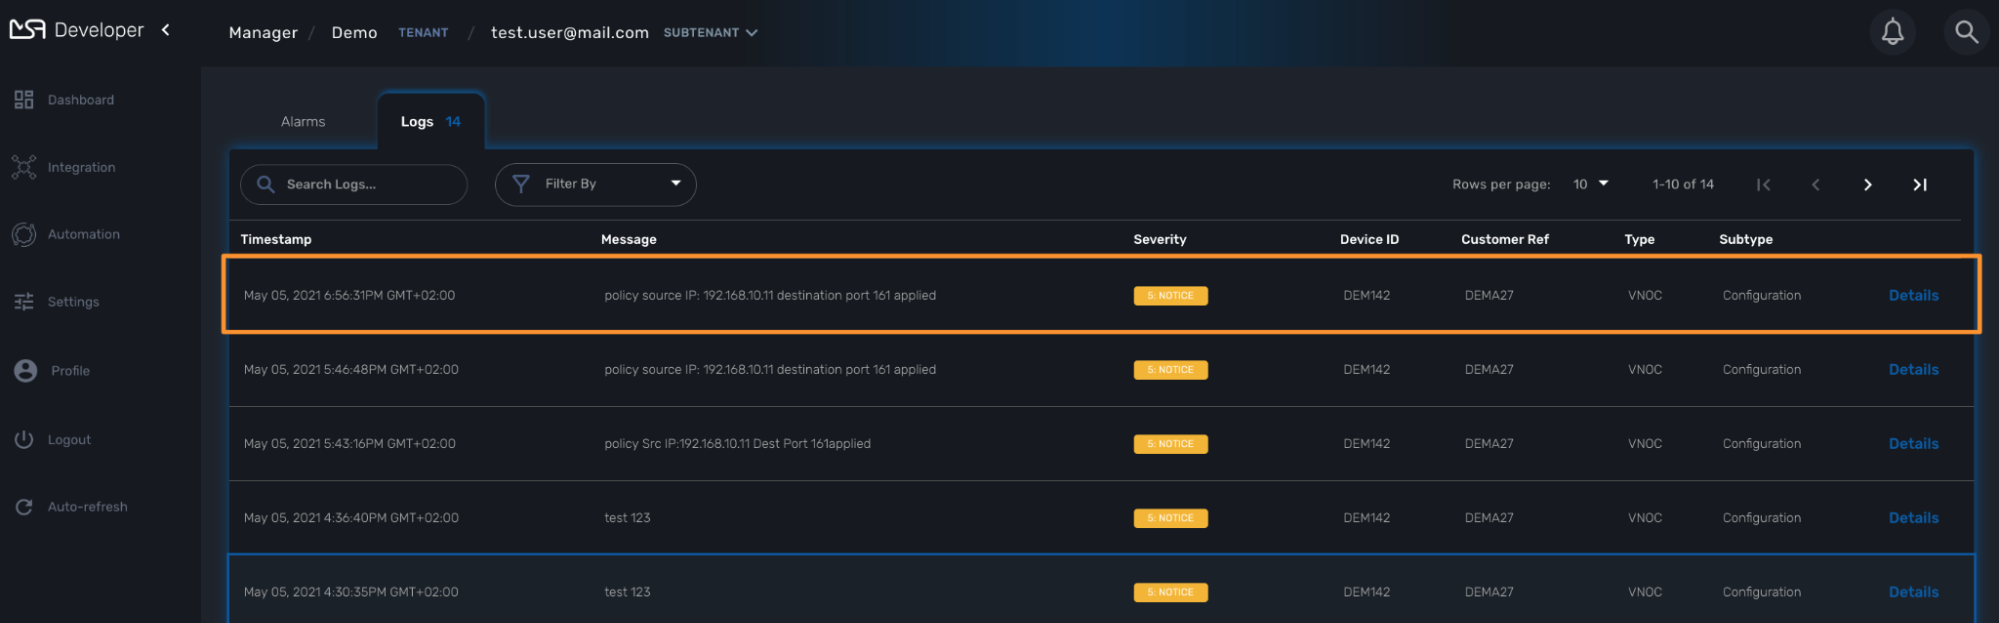 MSA Developer
Manager / Demo TENANT / test.user@mail.com SUBTENANT
Dashboard
Integration
Automation
Settings
Profile
Logout
Auto-refresh
Alarms Logs 14
Search Logs... Filter By Rows per page: 10 1-10 of 14
Timestamp Message Severity Device ID Customer Ref Type Subtype
May 05, 2021 6:56:31PM GMT+02:00 policy source IP: 192.168.10.11 destination port 161 applied 5: NOTICE DEM142 DEMA27 VNOC Configuration Details
May 05, 2021 5:46:48PM GMT+02:00 policy source IP: 192.168.10.11 destination port 161 applied 5: NOTICE DEM142 DEMA27 VNOC Configuration Details
May 05, 2021 5:43:16PM GMT+02:00 policy Src IP:192.168.10.11 Dest Port 161applied 5: NOTICE DEM142 DEMA27 VNOC Configuration Details
May 05, 2021 4:36:40PM GMT+02:00 test 123 5: NOTICE DEM142 DEMA27 VNOC Configuration Details
May 05, 2021 4:30:35PM GMT+02:00 test 123 5: NOTICE DEM142 DEMA27 VNOC Configuration Details